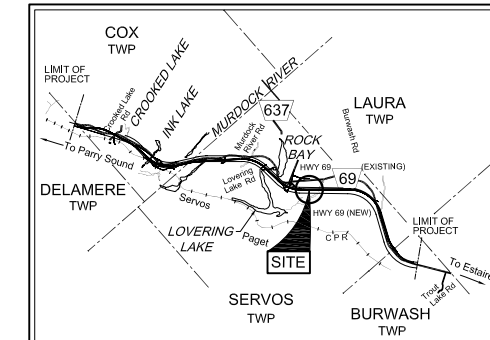 COX
TWP
LIMIT OF
PROJECT
Crooked Lake
Rd
CROOKED LAKE
INK LAKE
MURDOCK RIVER
637
LAURA
TWP
Burwash Rd
Murdock
River Rd
ROCK
BAY
HWY 69
69
(EXISTING)
To Parry Sound
DELAMERE
TWP
Servos
Lovering
Lake Rd
HWY 69 (NEW)
LOVERING
LAKE
Paget
C P R
LIMIT OF
PROJECT
SITE
To Estaire
Trout
Lake Rd
SERVOS
TWP
BURWASH
TWP